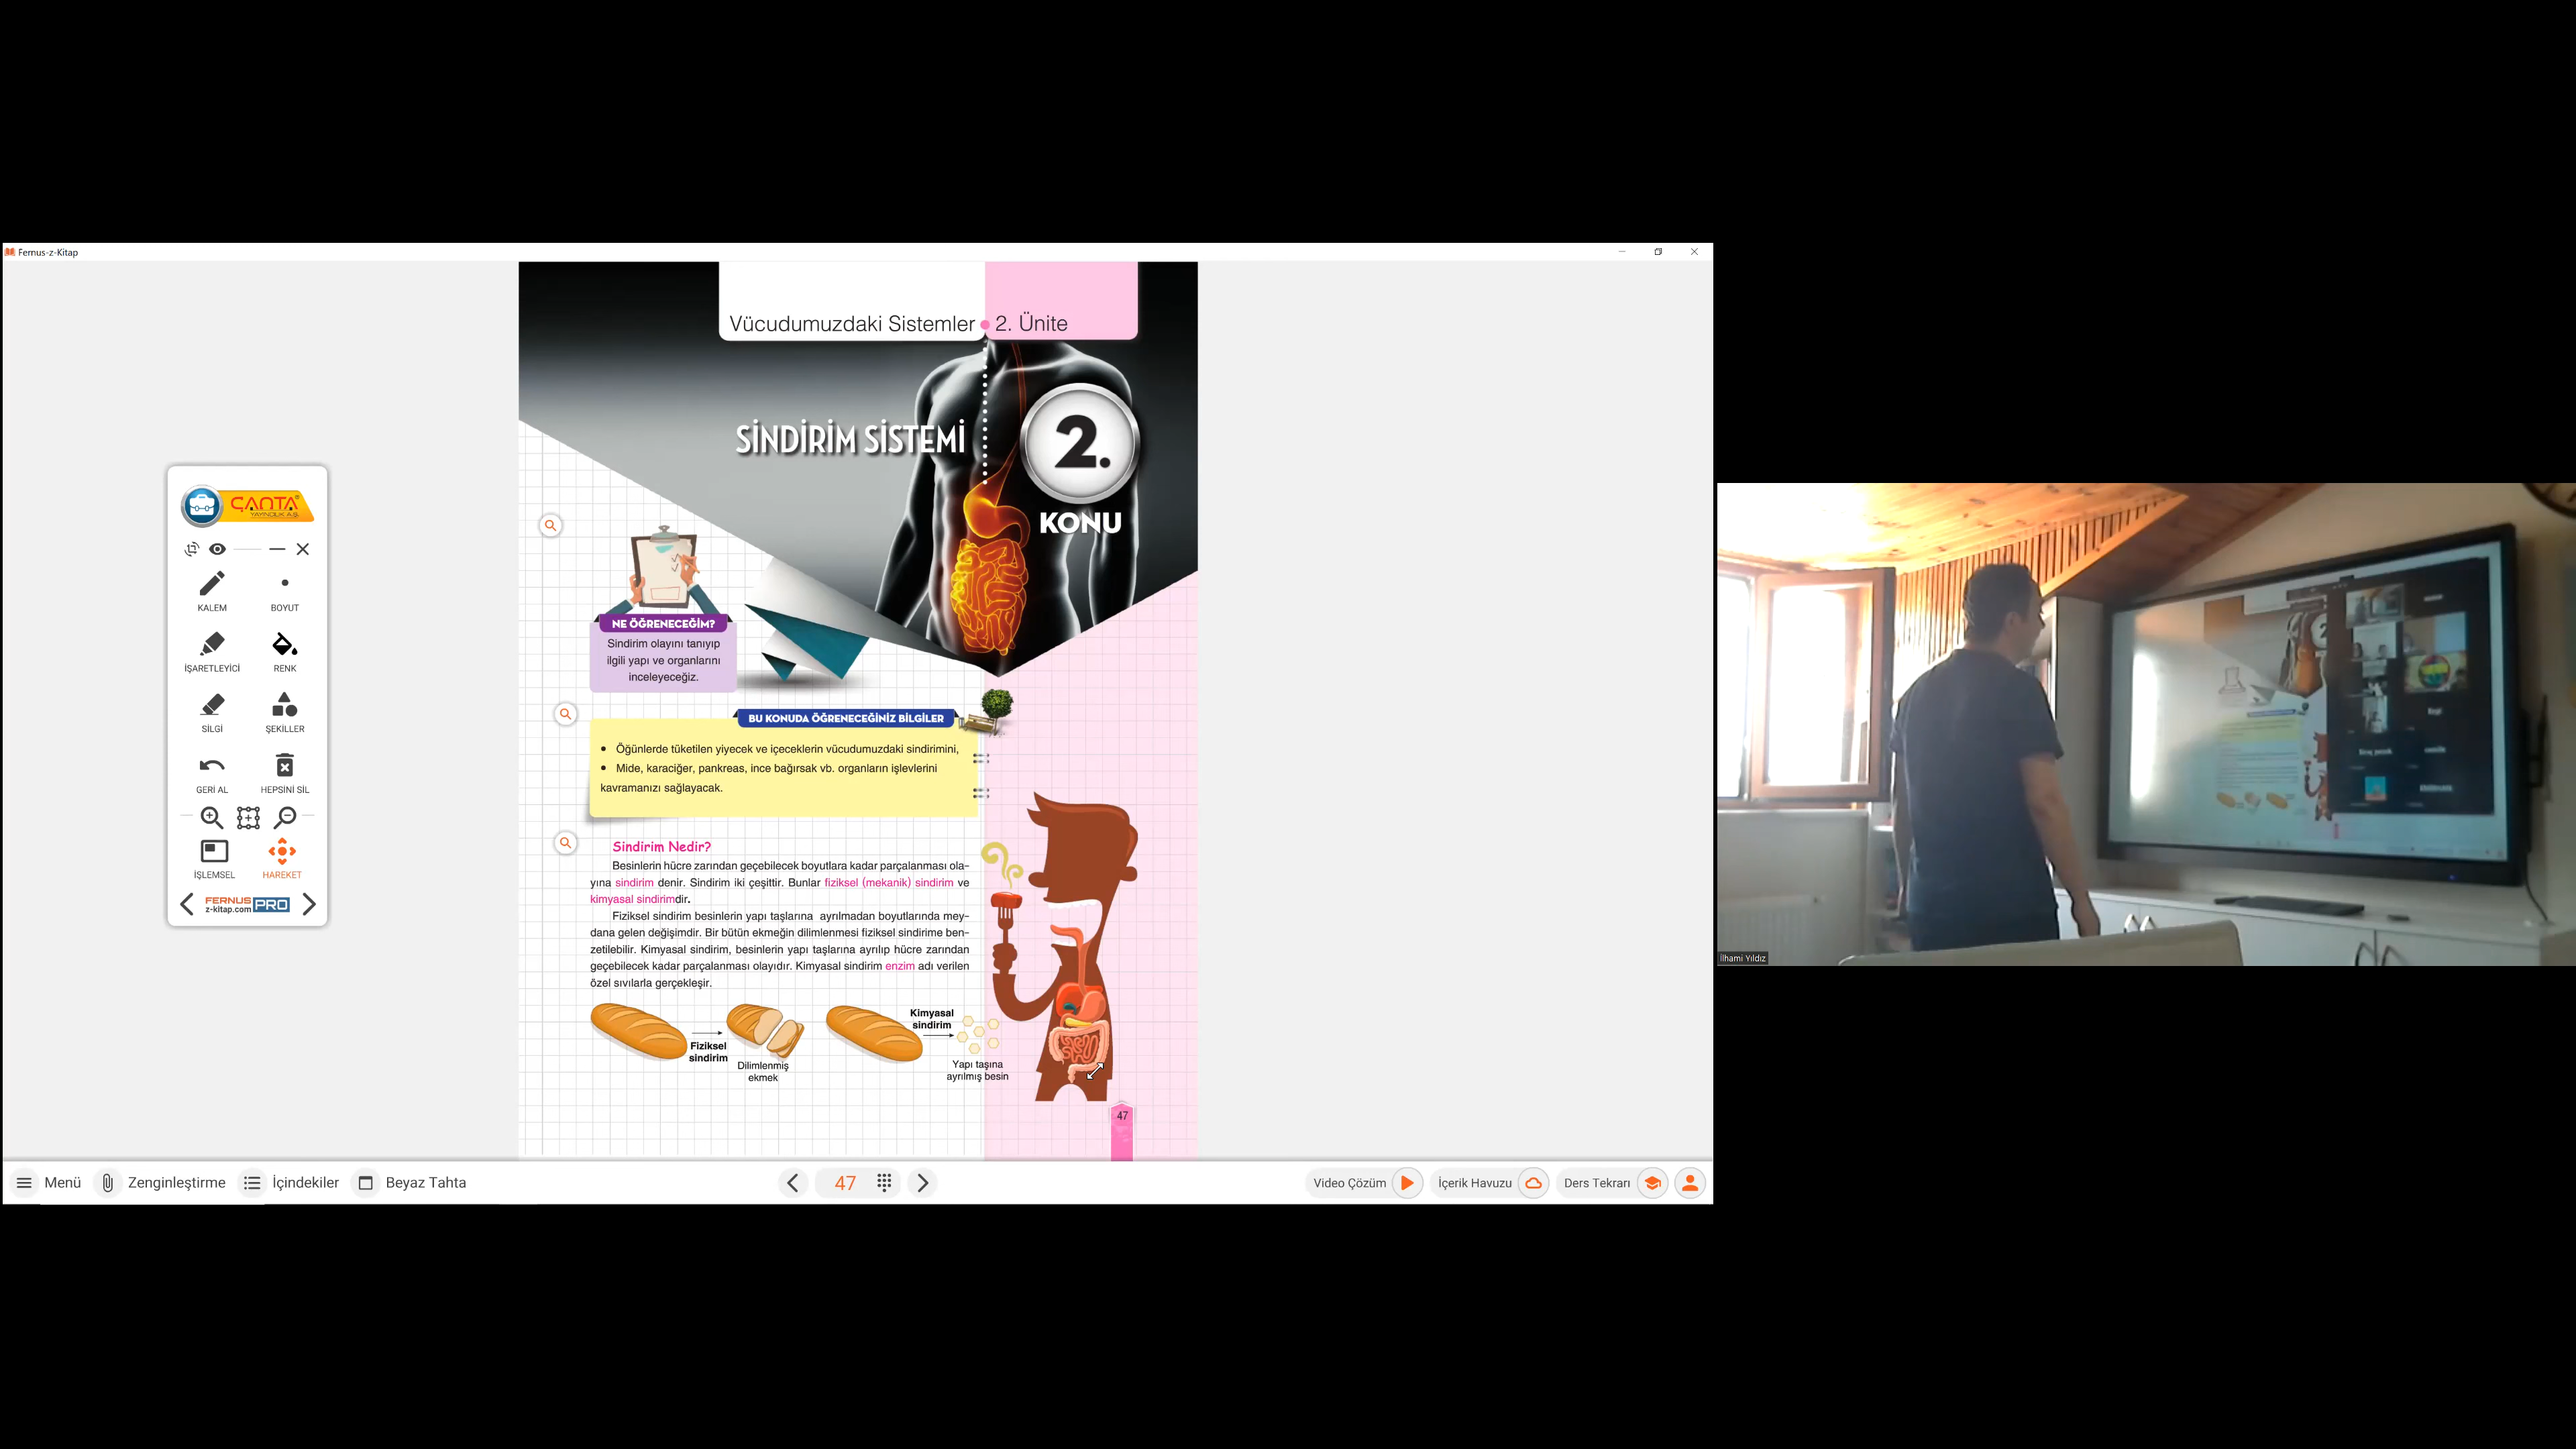 Fernus-z-Kitap
Vücudumuzdaki Sistemler
2. Ünite
SİNDİRİM SİSTEMİ
2.
KONU
ÇANTA
YAYINCILIK A.Ş.
KALEM
BOYUT
İŞARETLEYİCİ
RENK
SİLGİ
ŞEKİLLER
GERİ AL
HEPSİNİ SİL
İŞLEMSEL
HAREKET
FERNUS
z-kitap.com
PRO
NE ÖĞRENECEĞİM?
Sindirim olayını tanıyıp
ilgili yapı ve organlarını
inceleyeceğiz.
BU KONUDA ÖĞRENECEĞİNİZ BİLGİLER
• Öğünlerde tüketilen yiyecek ve içeceklerin vücudumuzdaki sindirimini,
• Mide, karaciğer, pankreas, ince bağırsak vb. organların işlevlerini
kavramanızı sağlayacak.
Sindirim Nedir?
Besinlerin hücre zarından geçebilecek boyutlara kadar parçalanması ola-
yına sindirim denir. Sindirim iki çeşittir. Bunlar fiziksel (mekanik) sindirim ve
kimyasal sindirimdir.
Fiziksel sindirim besinlerin yapı taşlarına ayrılmadan boyutlarında mey-
dana gelen değişimdir. Bir bütün ekmeğin dilimlenmesi fiziksel sindirime ben-
zetilebilir. Kimyasal sindirim, besinlerin yapı taşlarına ayrılıp hücre zarından
geçebilecek kadar parçalanması olayıdır. Kimyasal sindirim enzim adı verilen
özel sıvılarla gerçekleşir.
Fiziksel
sindirim
Dilimlenmiş
ekmek
Kimyasal
sindirim
Yapı taşına
ayrılmış besin
47
Menü
Zenginleştirme
İçindekiler
Beyaz Tahta
47
Video Çözüm
İçerik Havuzu
Ders Tekrarı
İlhami Yıldız